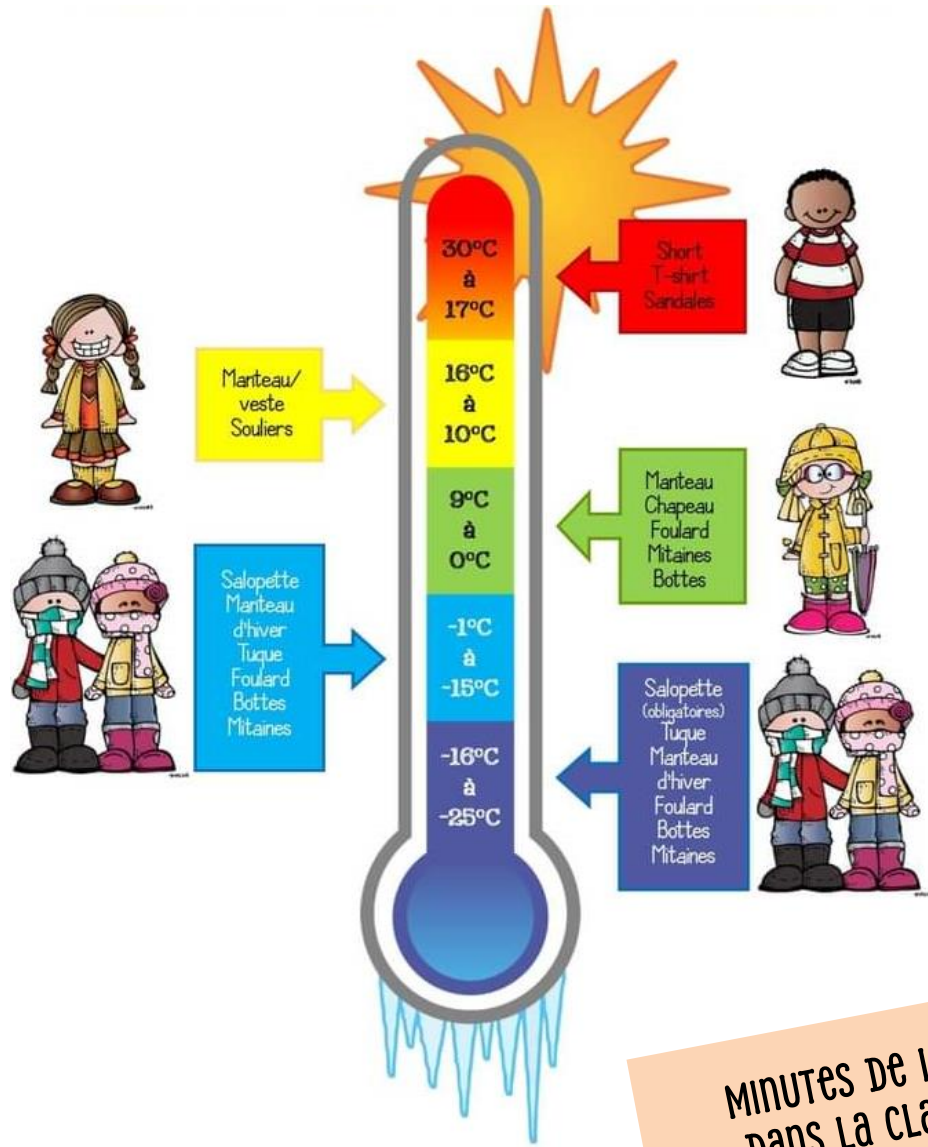 30°C
à
17°C
Short
T-shirt
Sandales
Manteau/
veste
Souliers
16°C
à
10°C
9°C
à
0°C
Manteau
Chapeau
Foulard
Mitaines
Bottes
Salopette
Manteau
d'hiver
Tuque
Foulard
Bottes
Mitaines
-1°C
à
-15°C
-16°C
à
-25°C
Salopette
(obligatoires)
Tuque
Manteau
d'hiver
Foulard
Bottes
Mitaines
MINUTES DE
DANS LA